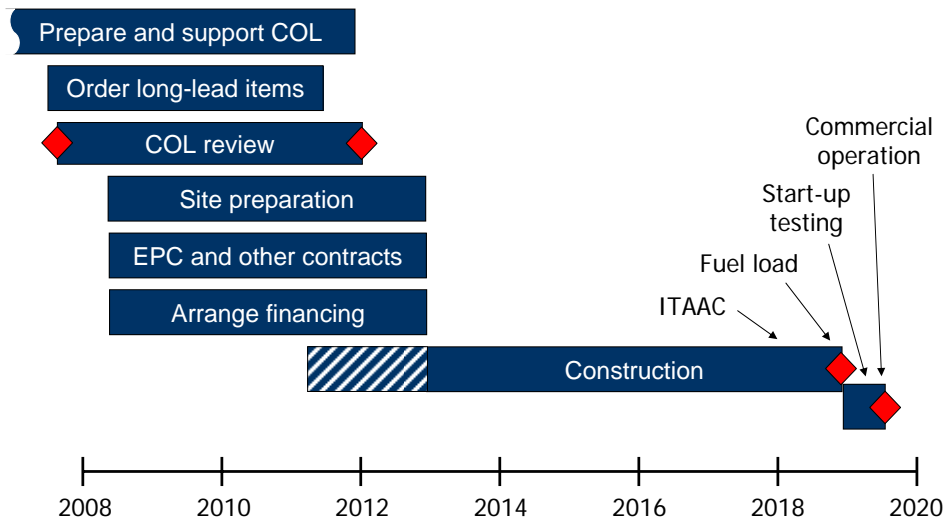 Prepare and support COL
Order long-lead items
COL review
Commercial
operation
Site preparation
Start-up
testing
EPC and other contracts
Fuel load
Arrange financing
ITAAC
Construction
2008 2010 2012 2014 2016 2018 2020